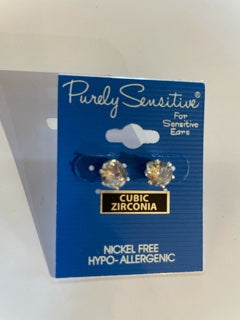 Purely Sensitive®
For
Sensitive
Ears
CUBIC
ZIRCONIA
NICKEL FREE
HYPO-ALLERGENIC